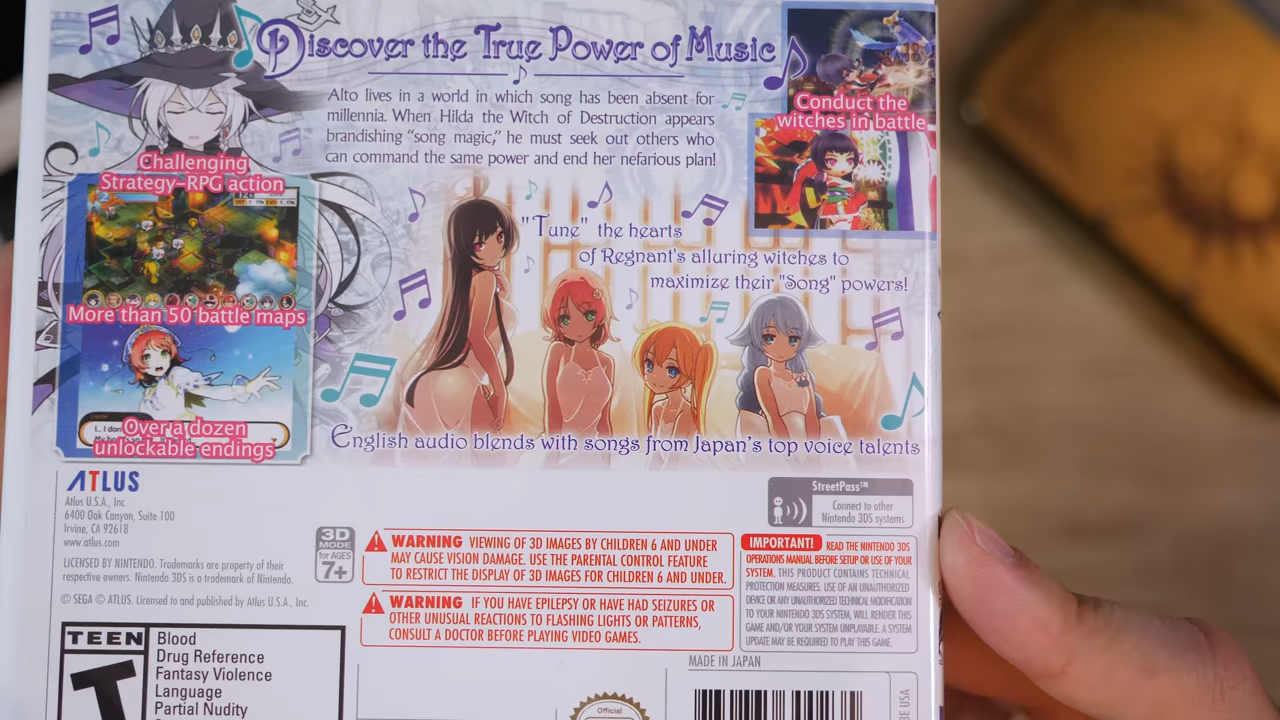 Discover the True Power of Music
Alto lives in a world in which song has been absent for
millennia. When Hilda the Witch of Destruction appears
brandishing "song magic," he must seek out others who
can command the same power and end her nefarious plan!
Conduct the
witches in battle
Challenging
Strategy-RPG action
More than 50 battle maps
Over a dozen
unlockable endings
"Tune" the hearts
of Regnant's alluring witches to
maximize their "Song" powers!
English audio blends with songs from Japan's top voice talents
ATLUS
Atlus U.S.A., Inc.
6400 Oak Canyon, Suite 100
Irvine, CA 92618
www.atlus.com
LICENSED BY NINTENDO. Trademarks are property of their
respective owners. Nintendo 3DS is a trademark of Nintendo.
© SEGA © ATLUS. Licensed to and published by Atlus U.S.A., Inc.
StreetPass™
Connect to other
Nintendo 3DS systems
3D
MODE
for AGES
7+
WARNING VIEWING OF 3D IMAGES BY CHILDREN 6 AND UNDER
MAY CAUSE VISION DAMAGE. USE THE PARENTAL CONTROL FEATURE
TO RESTRICT THE DISPLAY OF 3D IMAGES FOR CHILDREN 6 AND UNDER.
WARNING IF YOU HAVE EPILEPSY OR HAVE HAD SEIZURES OR
OTHER UNUSUAL REACTIONS TO FLASHING LIGHTS OR PATTERNS,
CONSULT A DOCTOR BEFORE PLAYING VIDEO GAMES.
IMPORTANT! READ THE NINTENDO 3DS
OPERATIONS MANUAL BEFORE SETUP OR USE OF YOUR
SYSTEM. THIS PRODUCT CONTAINS TECHNICAL
PROTECTION MEASURES. USE OF AN UNAUTHORIZED
DEVICE OR ANY UNAUTHORIZED TECHNICAL MODIFICATION
TO YOUR NINTENDO 3DS SYSTEM, WILL RENDER THIS
GAME AND/OR YOUR SYSTEM UNPLAYABLE. A SYSTEM
UPDATE MAY BE REQUIRED TO PLAY THIS GAME.
MADE IN JAPAN
TEEN
T
Blood
Drug Reference
Fantasy Violence
Language
Partial Nudity
Official
BE USA